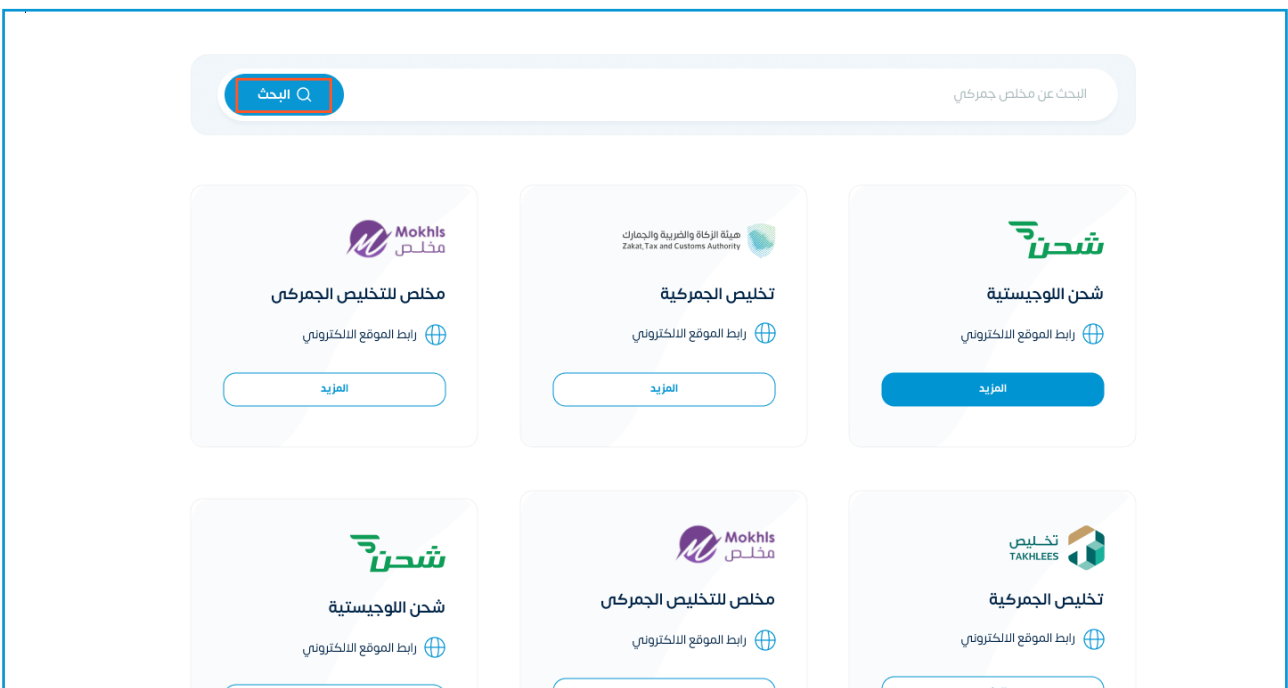 البحث عن مخلص جمركي
البحث
شحن
شحن اللوجيستية
رابط الموقع الالكتروني
المزيد
هيئة الزكاة والضريبة والجمارك
Zakat, Tax and Customs Authority
تخليص الجمركية
رابط الموقع الالكتروني
المزيد
Mokhls
مخلص
مخلص للتخليص الجمركي
رابط الموقع الالكتروني
المزيد
تخليص
TAKHLEES
تخليص الجمركية
رابط الموقع الالكتروني
Mokhls
مخلص
مخلص للتخليص الجمركي
رابط الموقع الالكتروني
شحن
شحن اللوجيستية
رابط الموقع الالكتروني